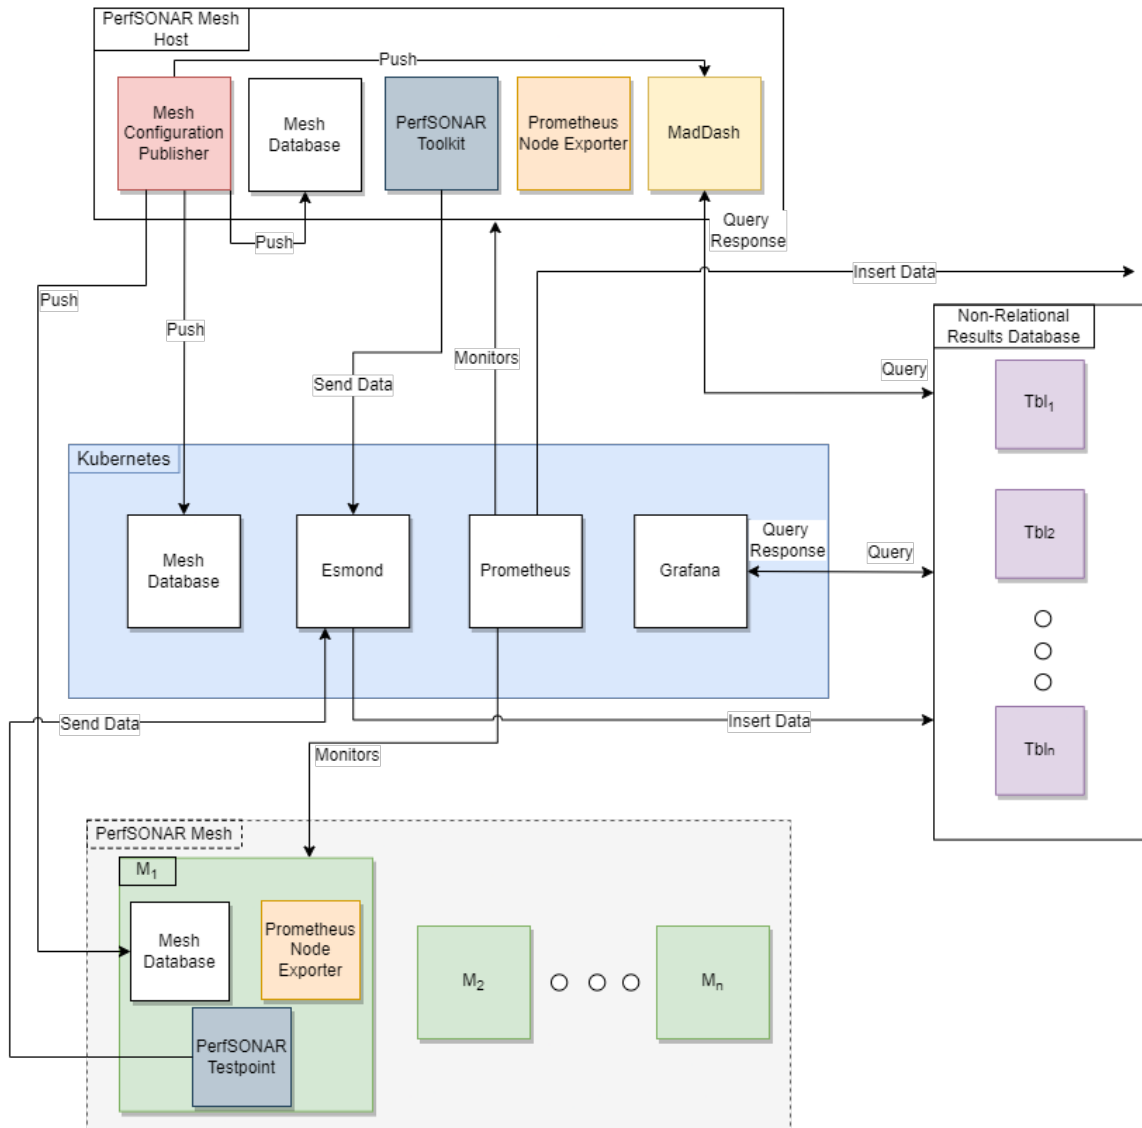 PerfSONAR Mesh
Host
Push
Mesh
Configuration
Publisher
Mesh
Database
PerfSONAR
Toolkit
Prometheus
Node Exporter
MadDash
Push
Query
Response
Insert Data
Push
Push
Non-Relational
Results Database
Monitors
Send Data
Query
Tbl1
Kubernetes
Mesh
Database
Esmond
Prometheus
Grafana
Query
Response
Query
Tbl2
Send Data
Insert Data
Tbln
Monitors
PerfSONAR Mesh
M1
Mesh
Database
Prometheus
Node
Exporter
PerfSONAR
Testpoint
M2
Mn